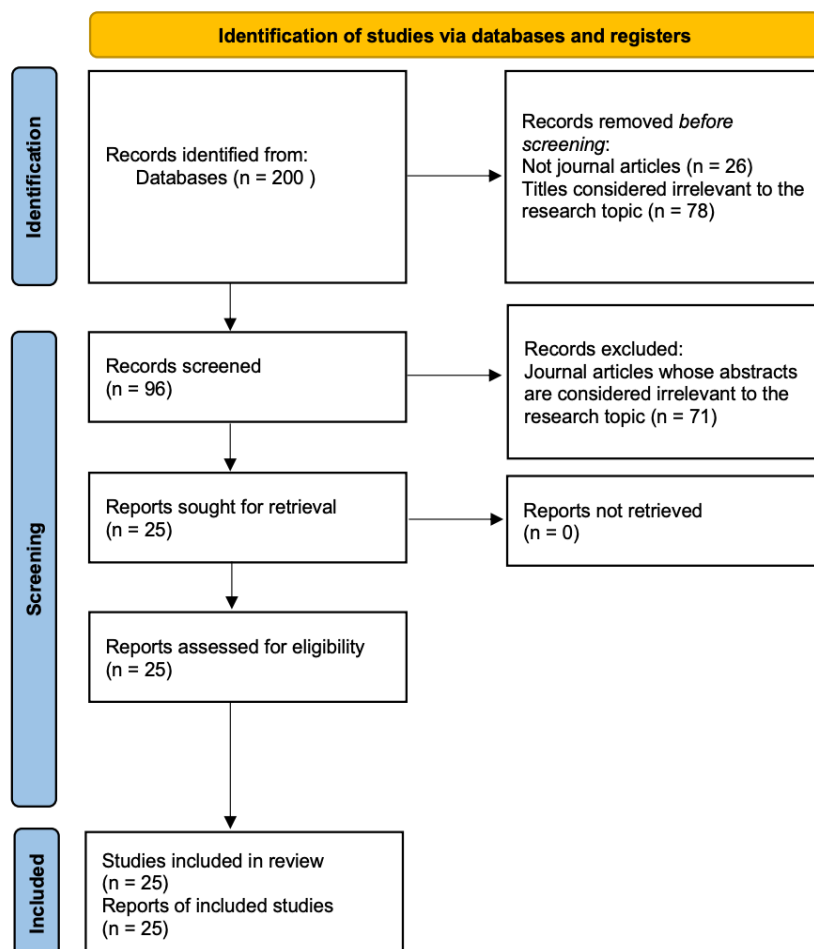 Identification of studies via databases and registers
Identification
Records identified from:
Databases (n = 200 )
Records removed before
screening:
Not journal articles (n = 26)
Titles considered irrelevant to the
research topic (n = 78)
Screening
Records screened
(n = 96)
Records excluded:
Journal articles whose abstracts
are considered irrelevant to the
research topic (n = 71)
Reports sought for retrieval
(n = 25)
Reports not retrieved
(n = 0)
Reports assessed for eligibility
(n = 25)
Included
Studies included in review
(n = 25)
Reports of included studies
(n = 25)